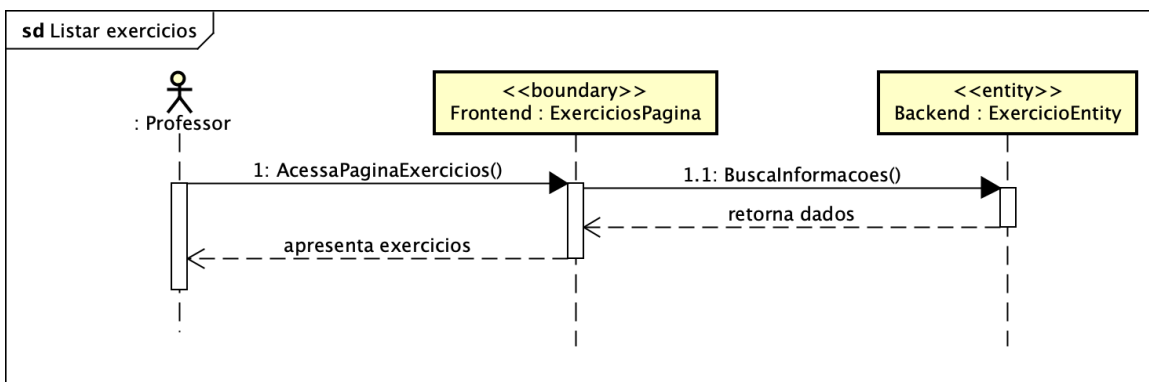 sd Listar exercicios
: Professor
<<boundary>>
Frontend : ExerciciosPagina
<<entity>>
Backend : ExercicioEntity
1: AcessaPaginaExercicios()
1.1: BuscaInformacoes()
retorna dados
apresenta exercicios